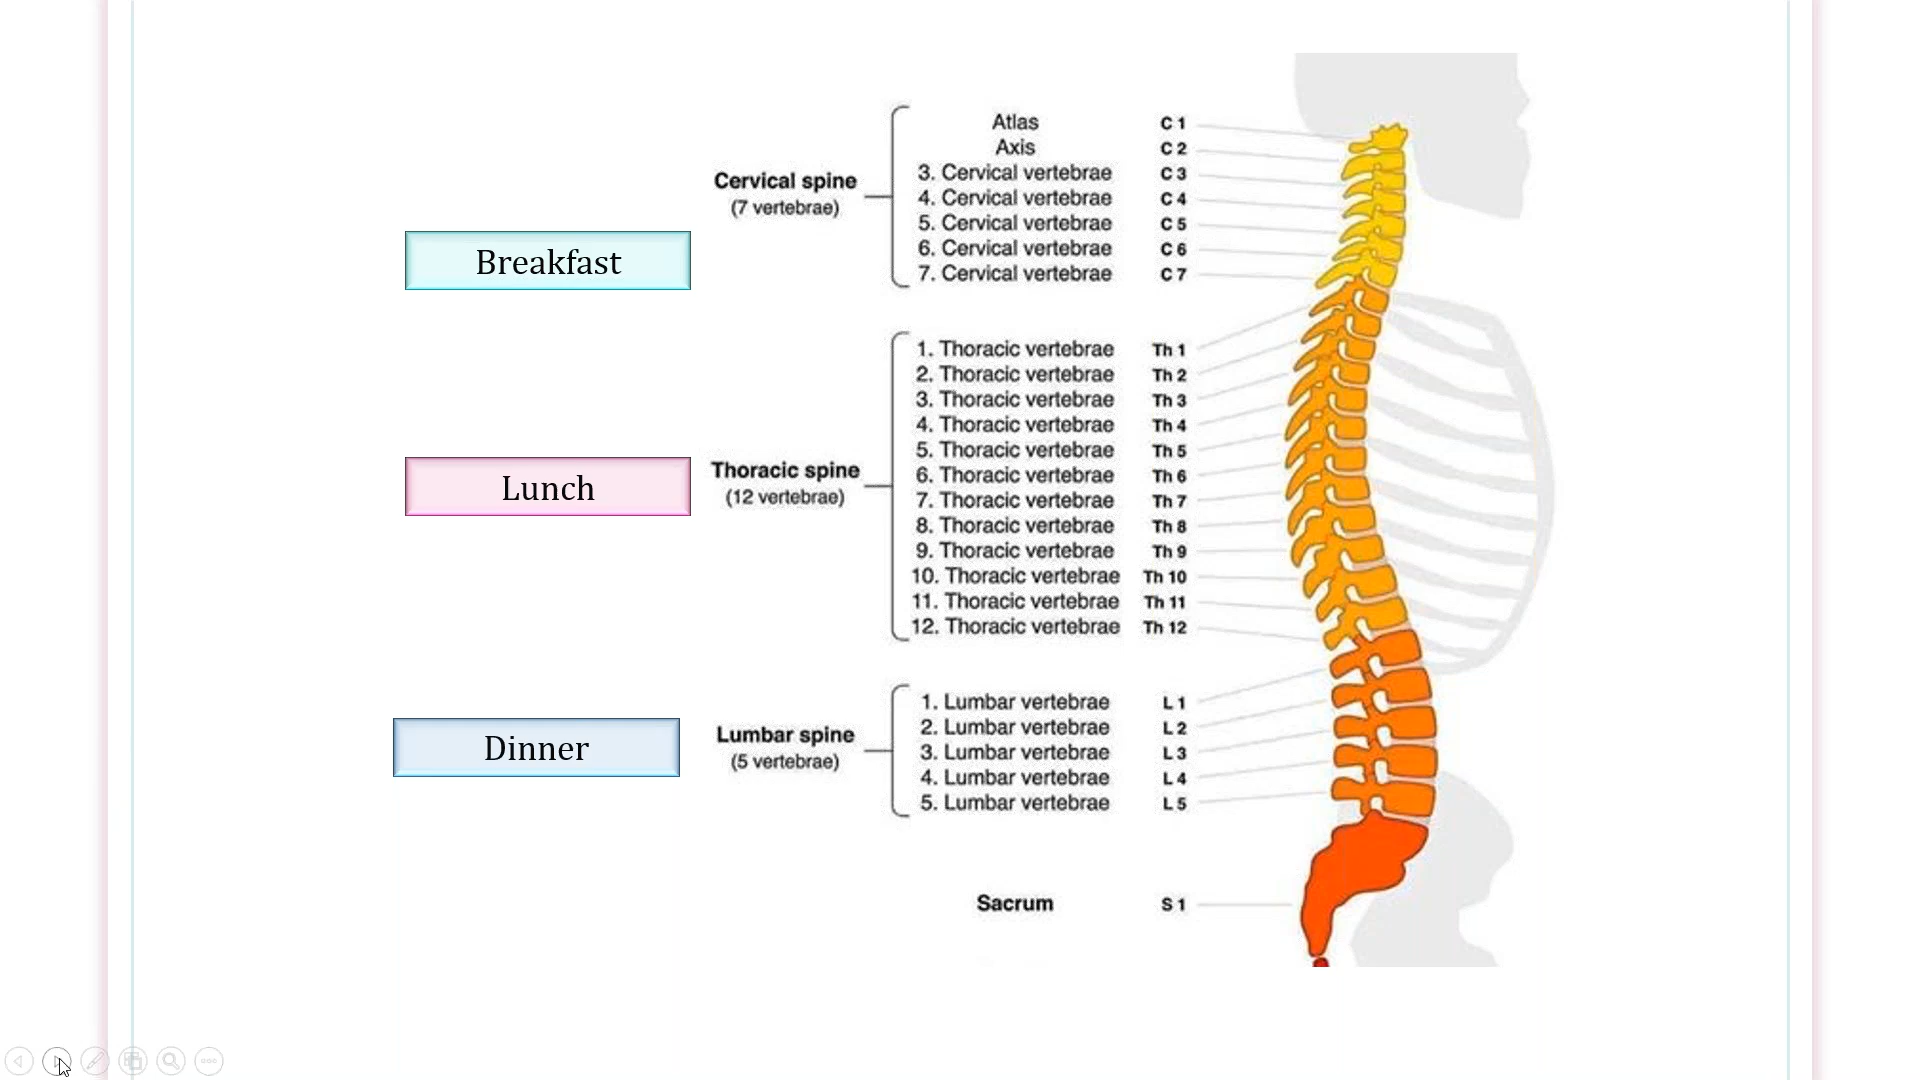 Breakfast
Cervical spine
(7 vertebrae)
Atlas C 1
Axis C 2
3. Cervical vertebrae C 3
4. Cervical vertebrae C 4
5. Cervical vertebrae C 5
6. Cervical vertebrae C 6
7. Cervical vertebrae C 7
Lunch
Thoracic spine
(12 vertebrae)
1. Thoracic vertebrae Th 1
2. Thoracic vertebrae Th 2
3. Thoracic vertebrae Th 3
4. Thoracic vertebrae Th 4
5. Thoracic vertebrae Th 5
6. Thoracic vertebrae Th 6
7. Thoracic vertebrae Th 7
8. Thoracic vertebrae Th 8
9. Thoracic vertebrae Th 9
10. Thoracic vertebrae Th 10
11. Thoracic vertebrae Th 11
12. Thoracic vertebrae Th 12
Dinner
Lumbar spine
(5 vertebrae)
1. Lumbar vertebrae L 1
2. Lumbar vertebrae L 2
3. Lumbar vertebrae L 3
4. Lumbar vertebrae L 4
5. Lumbar vertebrae L 5
Sacrum S 1